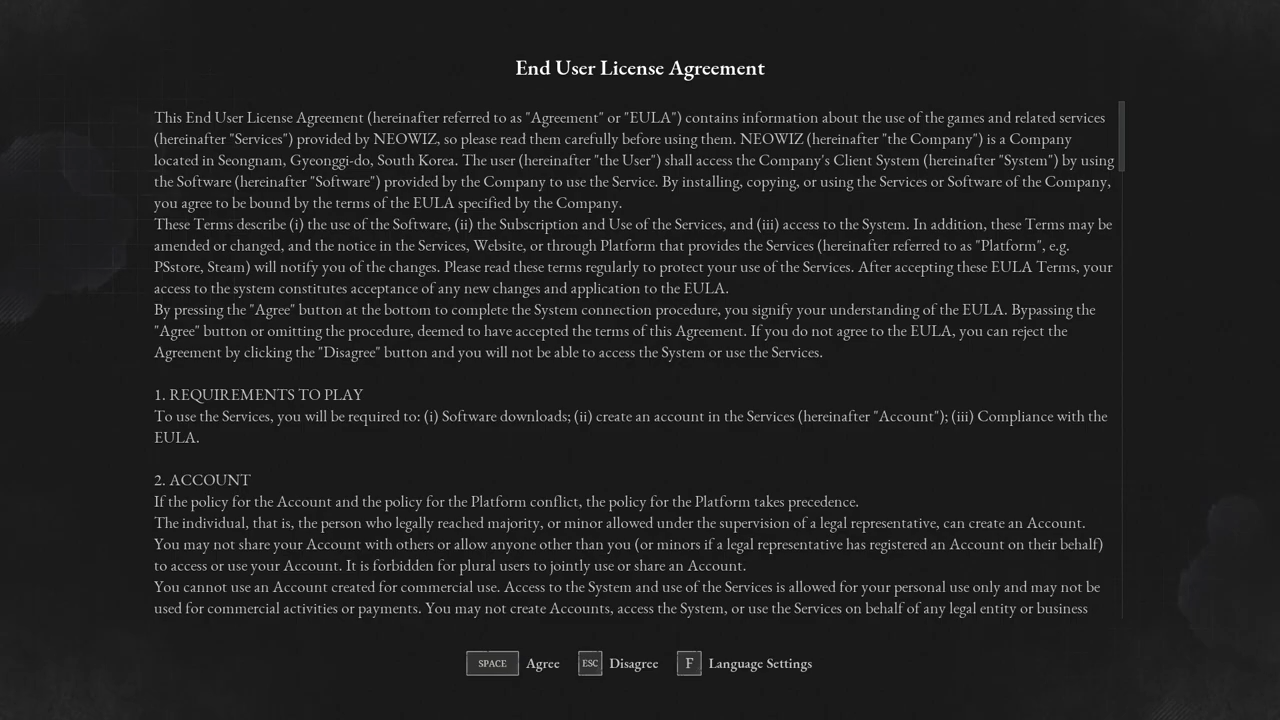 End User License Agreement
This End User License Agreement (hereinafter referred to as "Agreement" or "EULA") contains information about the use of the games and related services
(hereinafter "Services") provided by NEOWIZ, so please read them carefully before using them. NEOWIZ (hereinafter "the Company") is a Company
located in Seongnam, Gyeonggi-do, South Korea. The user (hereinafter "the User") shall access the Company's Client System (hereinafter "System") by using
the Software (hereinafter "Software") provided by the Company to use the Service. By installing, copying, or using the Services or Software of the Company,
you agree to be bound by the terms of the EULA specified by the Company.
These Terms describe (i) the use of the Software, (ii) the Subscription and Use of the Services, and (iii) access to the System. In addition, these Terms may be
amended or changed, and the notice in the Services, Website, or through Platform that provides the Services (hereinafter referred to as "Platform", e.g.
PSstore, Steam) will notify you of the changes. Please read these terms regularly to protect your use of the Services. After accepting these EULA Terms, your
access to the system constitutes acceptance of any new changes and application to the EULA.
By pressing the "Agree" button at the bottom to complete the System connection procedure, you signify your understanding of the EULA. Bypassing the
"Agree" button or omitting the procedure, deemed to have accepted the terms of this Agreement. If you do not agree to the EULA, you can reject the
Agreement by clicking the "Disagree" button and you will not be able to access the System or use the Services.
1. REQUIREMENTS TO PLAY
To use the Services, you will be required to: (i) Software downloads; (ii) create an account in the Services (hereinafter "Account"); (iii) Compliance with the
EULA.
2. ACCOUNT
If the policy for the Account and the policy for the Platform conflict, the policy for the Platform takes precedence.
The individual, that is, the person who legally reached majority, or minor allowed under the supervision of a legal representative, can create an Account.
You may not share your Account with others or allow anyone other than you (or minors if a legal representative has registered an Account on their behalf)
to access or use your Account. It is forbidden for plural users to jointly use or share an Account.
You cannot use an Account created for commercial use. Access to the System and use of the Services is allowed for your personal use only and may not be
used for commercial activities or payments. You may not create Accounts, access the System, or use the Services on behalf of any legal entity or business
SPACE Agree ESC Disagree F Language Settings